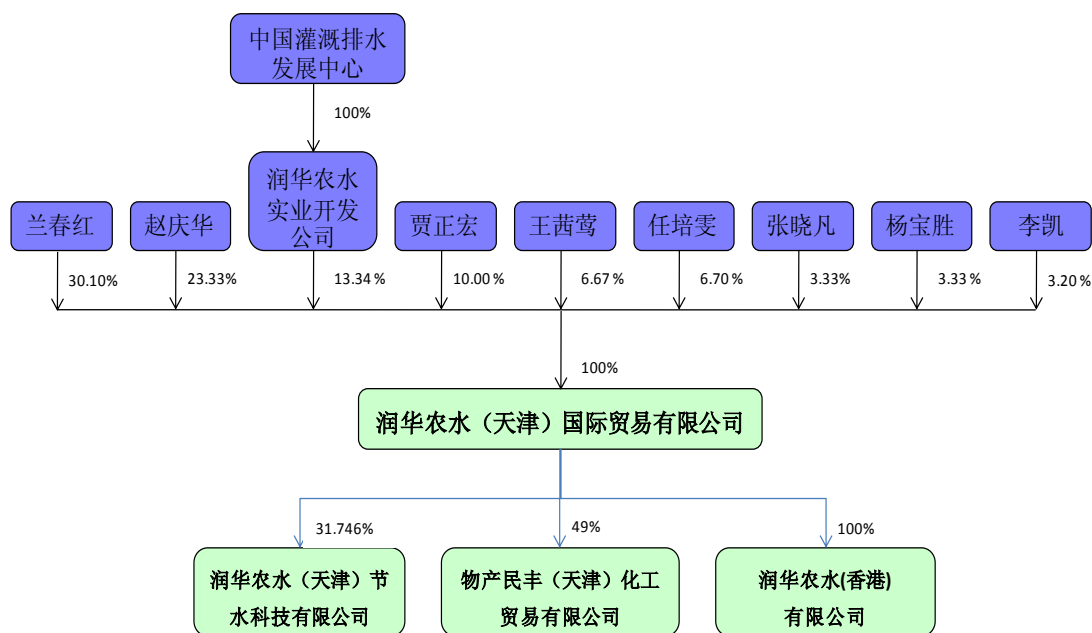 中国灌溉排水
发展中心
100%
润华农水
实业开发
公司
兰春红
赵庆华
贾正宏
王茜莺
任培雯
张晓凡
杨宝胜
李凯
30.10%
23.33%
13.34 %
10.00 %
6.67 %
6.70 %
3.33%
3.33 %
3.20 %
100%
润华农水（天津）国际贸易有限公司
31.746%
49%
100%
润华农水（天津）节
水科技有限公司
物产民丰（天津）化工
贸易有限公司
润华农水(香港)
有限公司